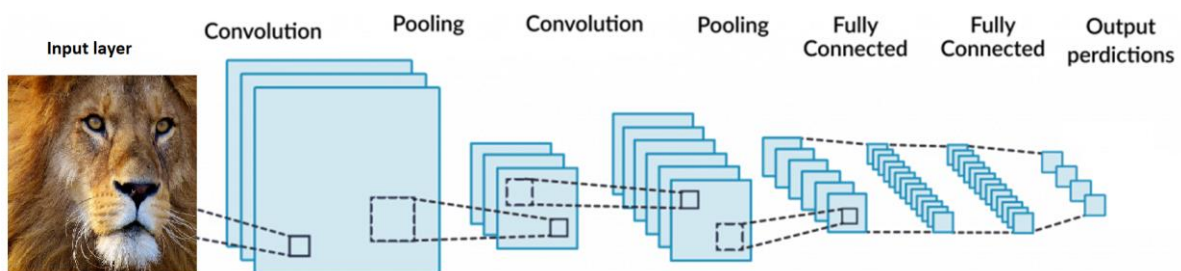 Input layer
Convolution
Pooling
Convolution
Pooling
Fully
Connected
Fully
Connected
Output
perdictions